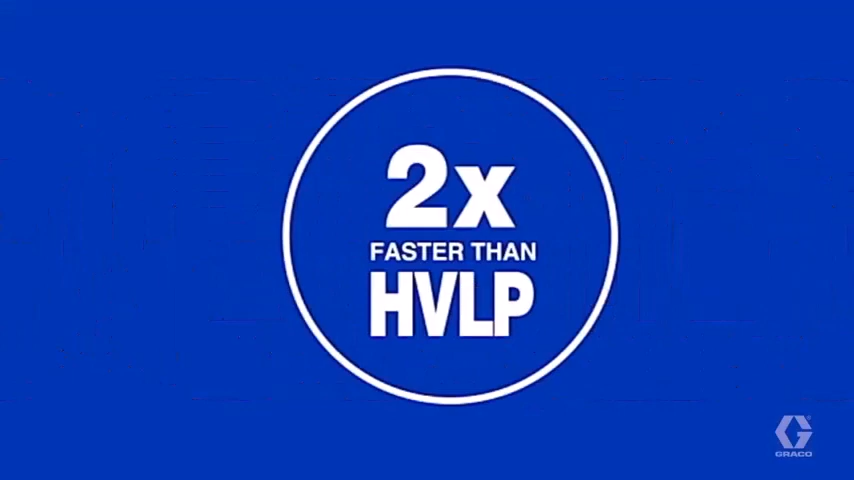 2x
FASTER THAN
HVLP
GRACO